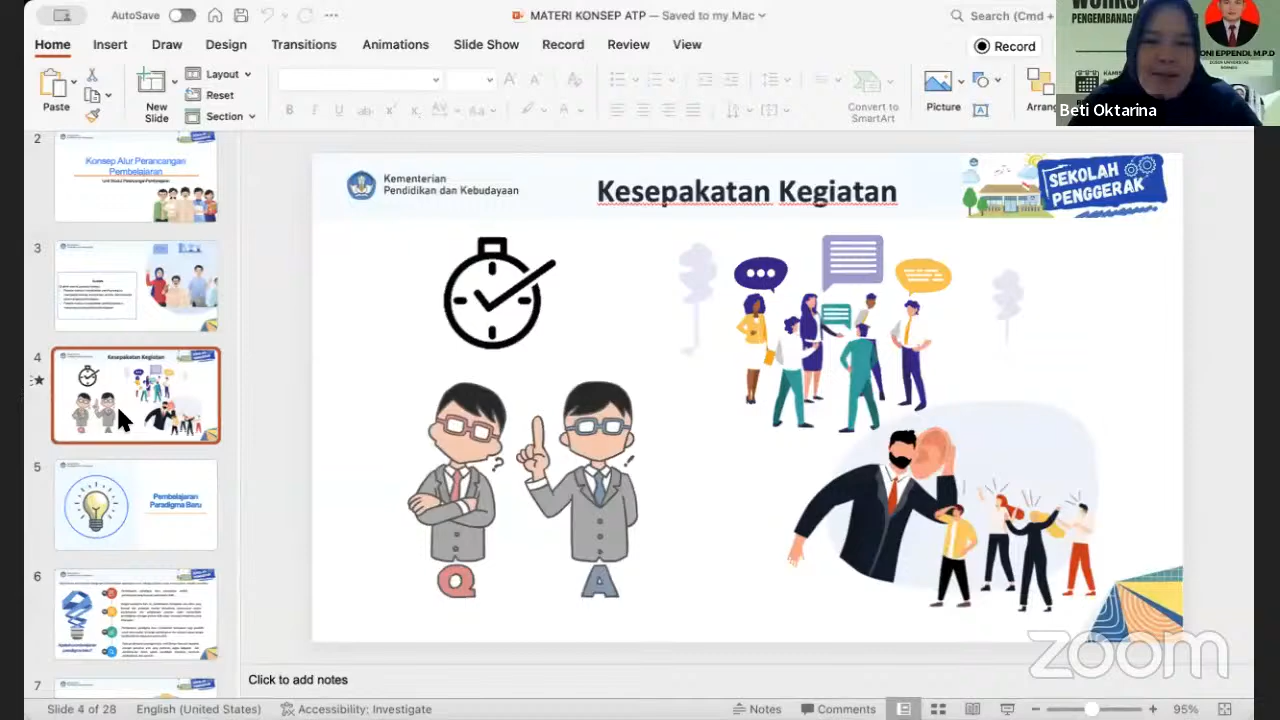 AutoSave
MATERI KONSEP ATP — Saved to my Mac
Search (Cmd +
Home Insert Draw Design Transitions Animations Slide Show Record Review View
Record
Paste
New
Slide
Layout
Reset
Section
Convert to
SmartArt
Picture
Arrang
PENGEMBANGA
ONI EPPENDI, M.P.D
Beti Oktarina
2
Konsep Alur Perancangan
Pembelajaran
3
4
Kesepakatan Kegiatan
5
Pembelajaran
Paradigma Baru
6
7
Kementerian
Pendidikan dan Kebudayaan
Kesepakatan Kegiatan
SEKOLAH
PENGGERAK
?
!
Q A
zoom
Click to add notes
Slide 4 of 28 English (United States) Accessibility: Investigate Notes Comments 95%